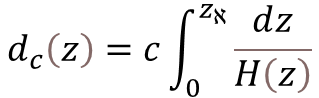 d_c(z) = c ∫_0^{z_ℵ} dz / H(z)